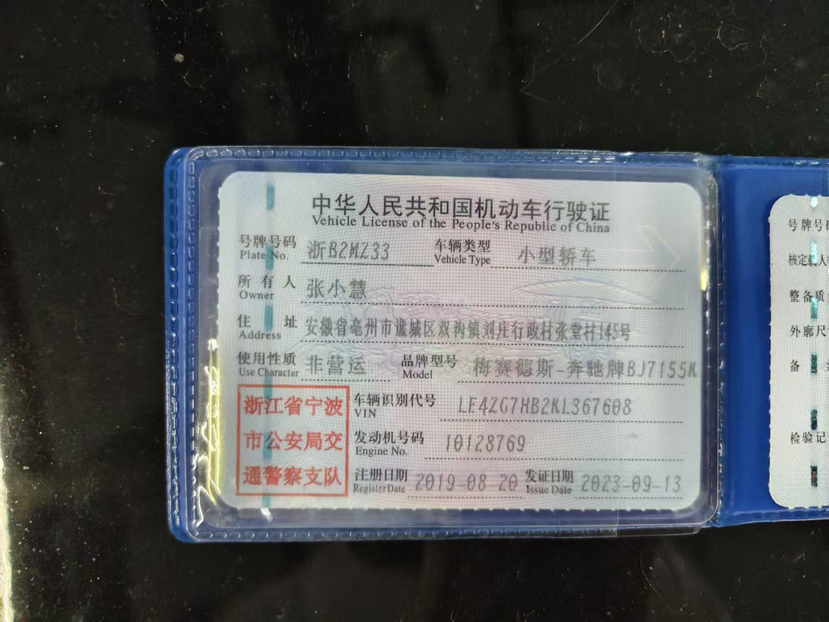 中华人民共和国机动车行驶证
Vehicle License of the People's Republic of China
号牌号码 浙B2MZ33 车辆类型 小型轿车
Plate No. Vehicle Type
所有人 张小慧
Owner
住址 安徽省亳州市谯城区双沟镇刘庄行政村张堂村145号
Address
使用性质 非营运 品牌型号 梅赛德斯-奔驰牌BJ7155K
Use Character Model
浙江省宁波
市公安局交
通警察支队
车辆识别代号 LE4ZG7HB2KL367608
VIN
发动机号码 10128769
Engine No.
注册日期 2019-08-20 发证日期 2023-09-13
Register Date Issue Date
号牌号码
核定载人
整备质
外廓尺
备
检验记